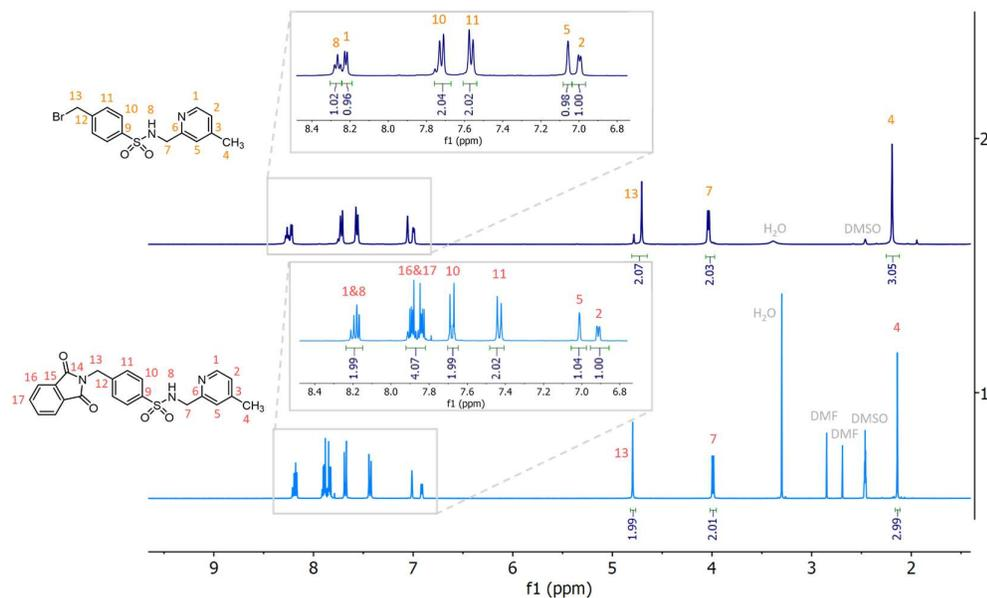 10
11
1
8
5
2
1.02
0.96
2.04
2.02
0.98
1.00
8.4 8.2 8.0 7.8 7.6 7.4 7.2 7.0 6.8
f1 (ppm)
13
11
10
Br
12
9
S
O O
8
H
N
7
6
N
1
2
3
5
CH₃
4
13
7
4
H₂O
DMSO
2
2.07
2.03
3.05
16&17
10
11
1&8
5
2
1.99
4.07
1.99
2.02
1.04
1.00
8.4 8.2 8.0 7.8 7.6 7.4 7.2 7.0 6.8
f1 (ppm)
O
13
14
11
10
16
15
N
12
9
17
O
S
O O
8
H
N
7
6
N
1
2
3
5
CH₃
4
13
7
H₂O
DMF
DMF
DMSO
4
1
1.99
2.01
2.99
9 8 7 6 5 4 3 2
f1 (ppm)